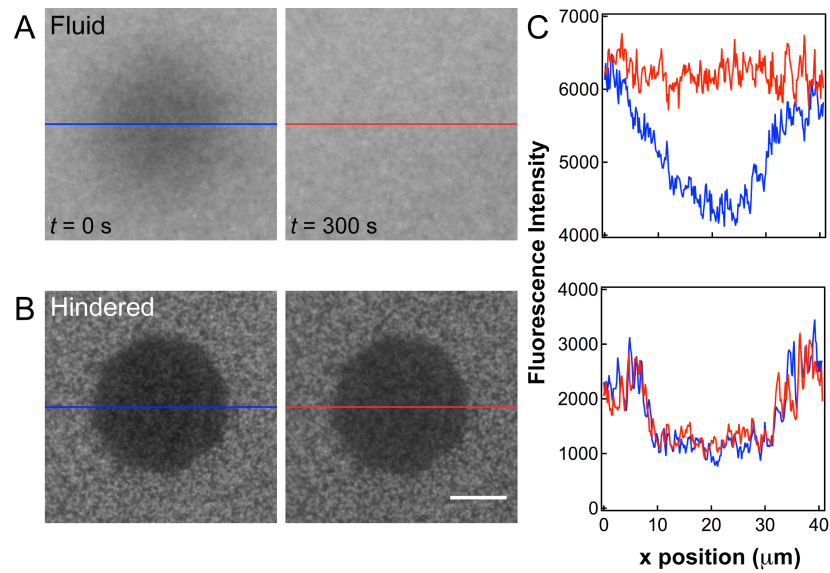 A
Fluid
t = 0 s
t = 300 s
B
Hindered
C
Fluorescence Intensity
7000
6000
5000
4000
4000
3000
2000
1000
0
0 10 20 30 40
x position (μm)